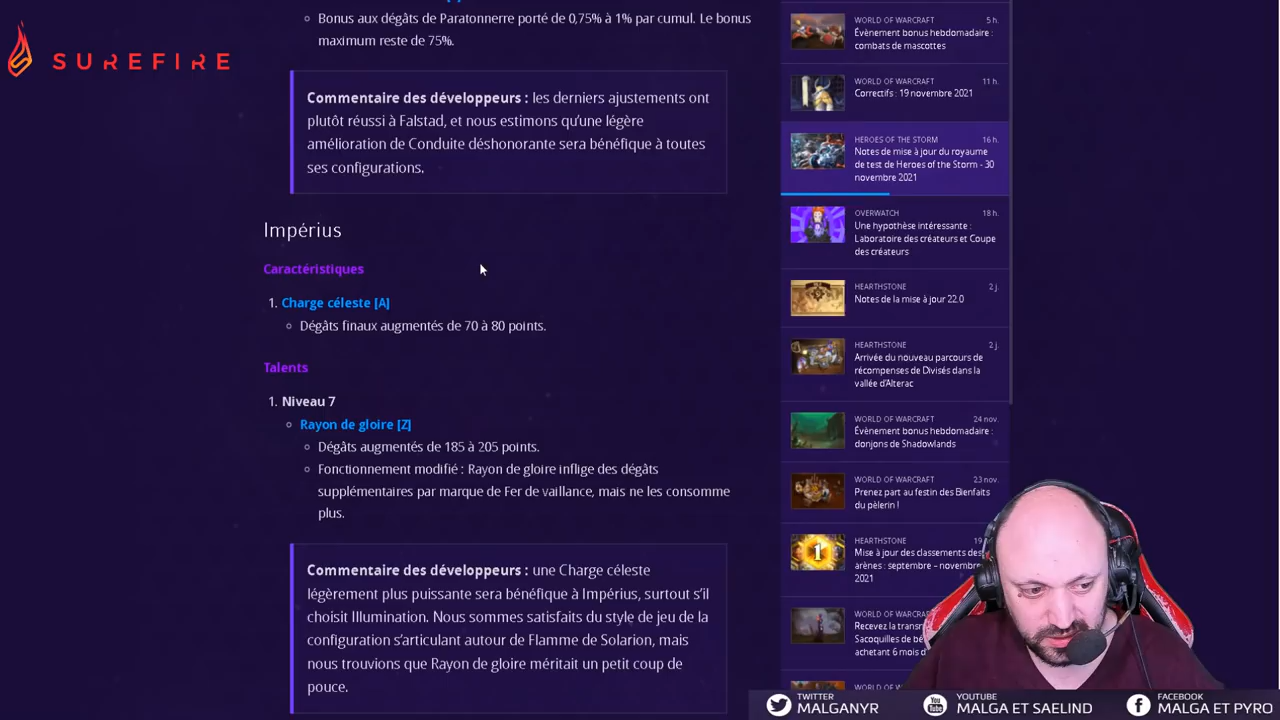 Bonus aux dégâts de Paratonnerre porté de 0,75% à 1% par cumul. Le bonus
maximum reste de 75%.
SUREFIRE
Commentaire des développeurs : les derniers ajustements ont
plutôt réussi à Falstad, et nous estimons qu'une légère
amélioration de Conduite déshonorante sera bénéfique à toutes
ses configurations.
Impérius
Caractéristiques
1. Charge céleste [A]
Dégâts finaux augmentés de 70 à 80 points.
Talents
1. Niveau 7
Rayon de gloire [Z]
Dégâts augmentés de 185 à 205 points.
Fonctionnement modifié : Rayon de gloire inflige des dégâts
supplémentaires par marque de Fer de vaillance, mais ne les consomme
plus.
Commentaire des développeurs : une Charge céleste
légèrement plus puissante sera bénéfique à Impérius, surtout s'il
choisit Illumination. Nous sommes satisfaits du style de jeu de la
configuration s'articulant autour de Flamme de Solarion, mais
nous trouvions que Rayon de gloire méritait un petit coup de
pouce.
WORLD OF WARCRAFT 5 h.
Évènement bonus hebdomadaire :
combats de mascottes
WORLD OF WARCRAFT 11 h.
Correctifs : 19 novembre 2021
HEROES OF THE STORM 16 h.
Notes de mise à jour du royaume
de test de Heroes of the Storm - 30
novembre 2021
OVERWATCH 18 h.
Une hypothèse intéressante :
Laboratoire des créateurs et Coupe
des créateurs
HEARTHSTONE 2 j.
Notes de la mise à jour 22.0
HEARTHSTONE 2 j.
Arrivée du nouveau parcours de
récompenses de Divisés dans la
vallée d'Alterac
WORLD OF WARCRAFT 24 nov.
Évènement bonus hebdomadaire :
donjons de Shadowlands
WORLD OF WARCRAFT 23 nov.
Prenez part au festin des Bienfaits
du pèlerin !
HEARTHSTONE 19
1
Mise à jour des classements des
arènes : septembre – novembre
2021
WORLD OF WARCRA
Recevez la
Sacoquilles de
achetant 6 mois
WORLD OF W
TWITTER
MALGANYR
YOUTUBE
MALGA ET SAELIND
FACEBOOK
MALGA ET PYRO